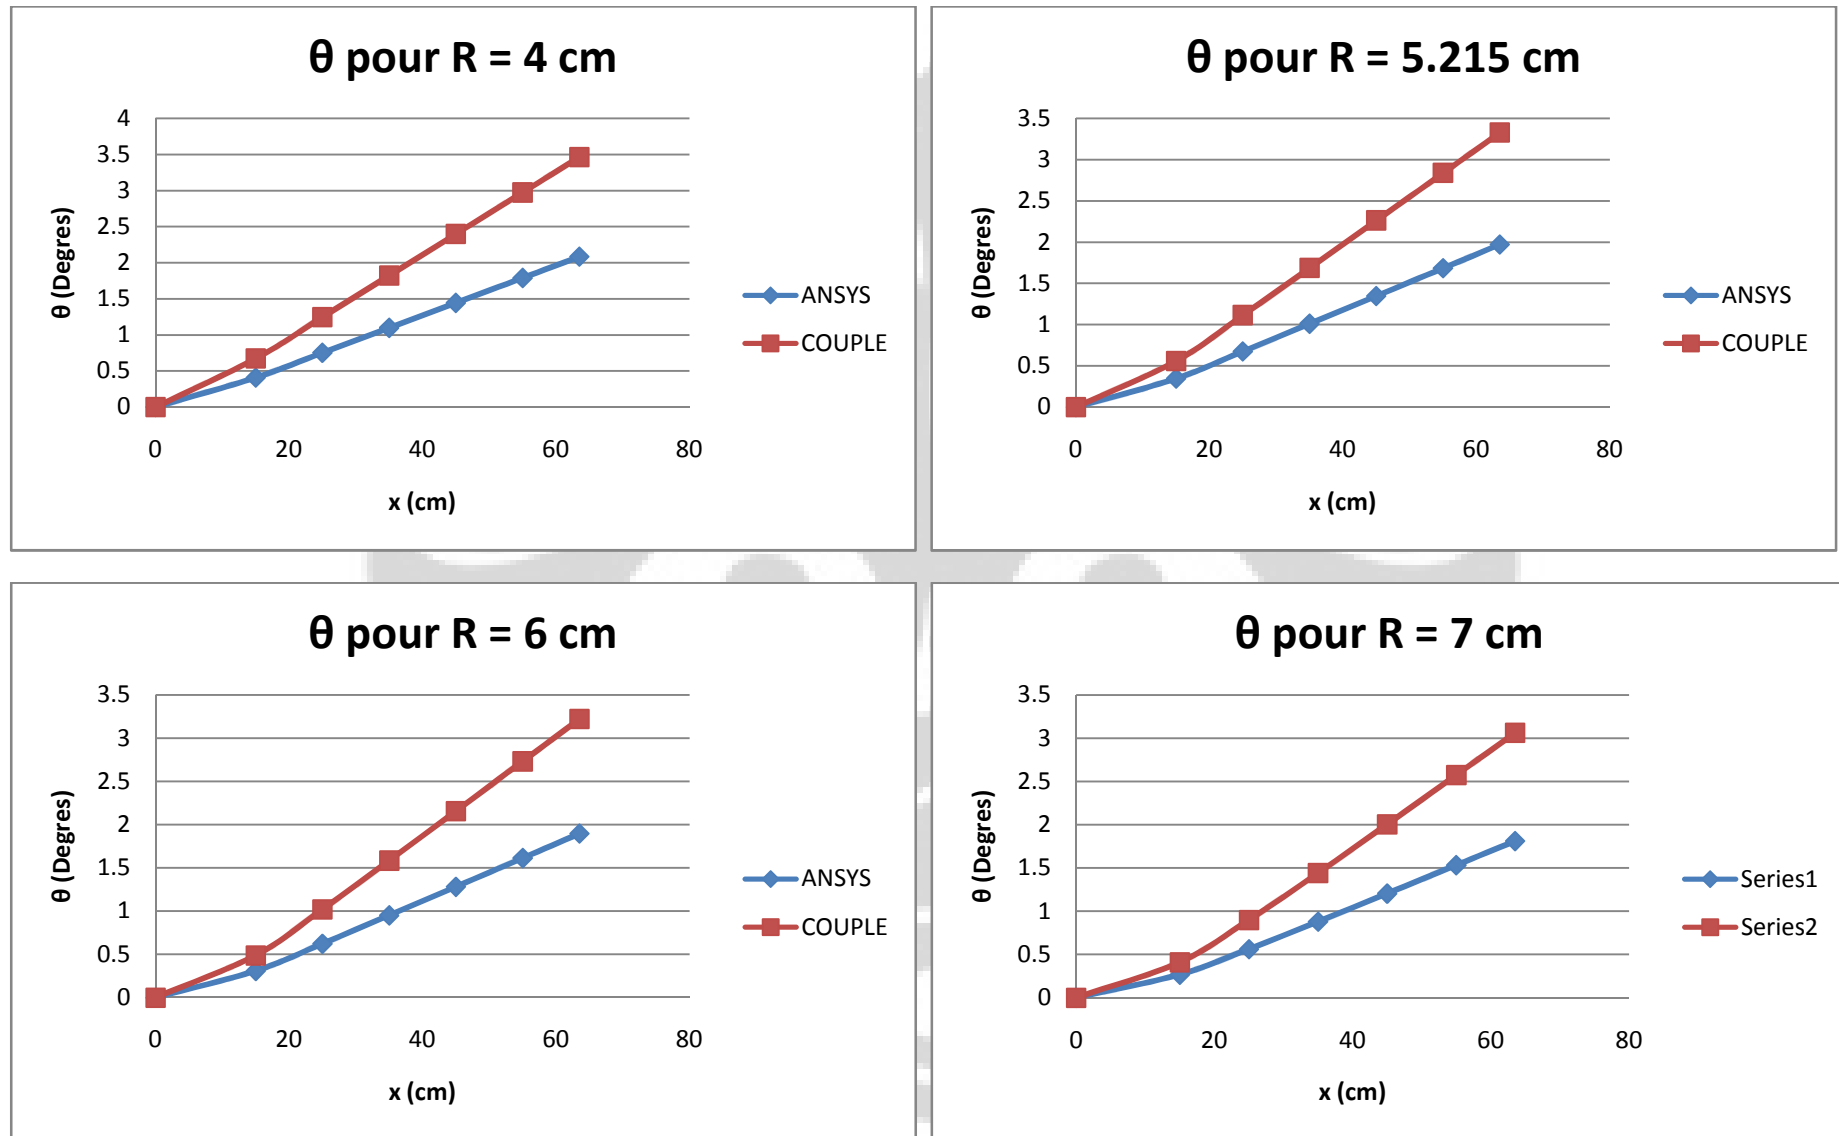 θ pour R = 4 cm
4
3.5
3
2.5
2
1.5
1
0.5
0
0 20 40 60 80
θ (Degres)
x (cm)
ANSYS
COUPLE
θ pour R = 5.215 cm
3.5
3
2.5
2
1.5
1
0.5
0
0 20 40 60 80
θ (Degres)
x (cm)
ANSYS
COUPLE
θ pour R = 6 cm
3.5
3
2.5
2
1.5
1
0.5
0
0 20 40 60 80
θ (Degres)
x (cm)
ANSYS
COUPLE
θ pour R = 7 cm
3.5
3
2.5
2
1.5
1
0.5
0
0 20 40 60 80
θ (Degres)
x (cm)
Series1
Series2